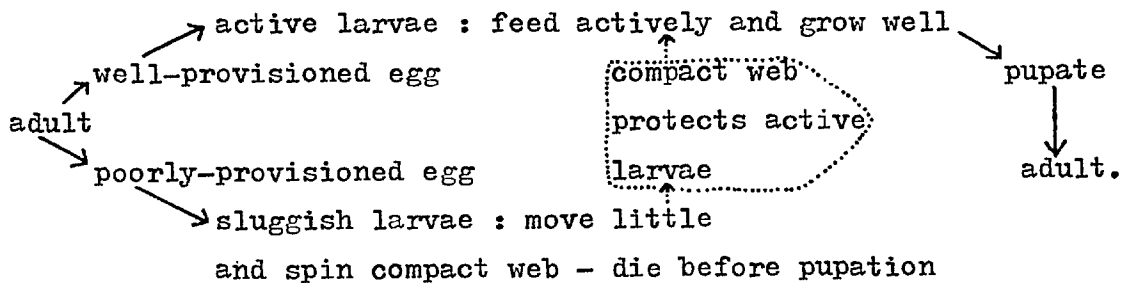 active larvae : feed actively and grow well
well-provisioned egg compact web pupate
adult protects active
poorly-provisioned egg larvae adult.
sluggish larvae : move little
and spin compact web - die before pupation